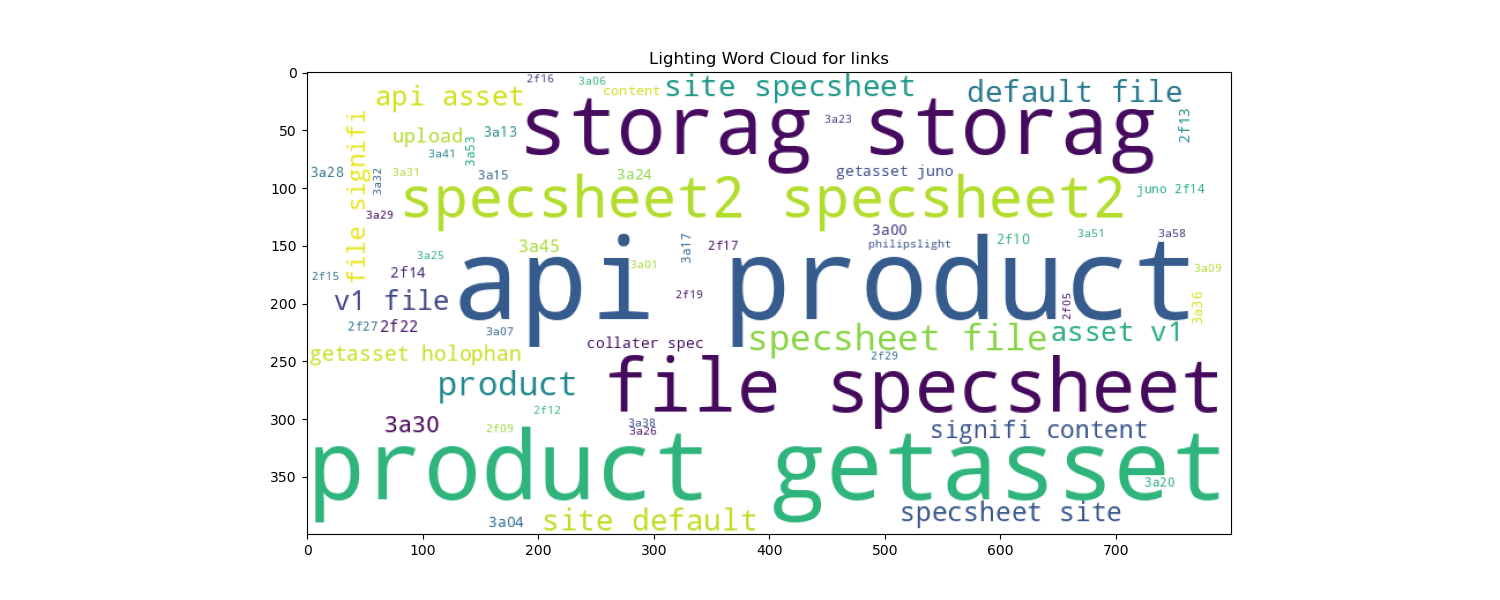 Lighting Word Cloud for links
0
50
100
150
200
250
300
350
0 100 200 300 400 500 600 700
2f16
3a06
content
site specsheet
default file
api asset
storag storag
3a23
2f13
upload
3a13
3a53
3a41
file signifi
3a28
3a32
3a31
3a15
3a24
getasset juno
juno 2f14
specsheet2 specsheet2
3a29
3a00
philipslight
2f10
3a51
3a58
3a45
3a17
2f17
3a25
3a01
api product
3a09
2f15
2f14
2f19
2f05
3a36
v1 file
2f27
2f22
3a07
collater spec
specsheet file
asset v1
getasset holophan
2f29
product
file specsheet
2f12
3a30
2f09
3a38
3a26
signifi content
product getasset
3a20
3a04
site default
specsheet site